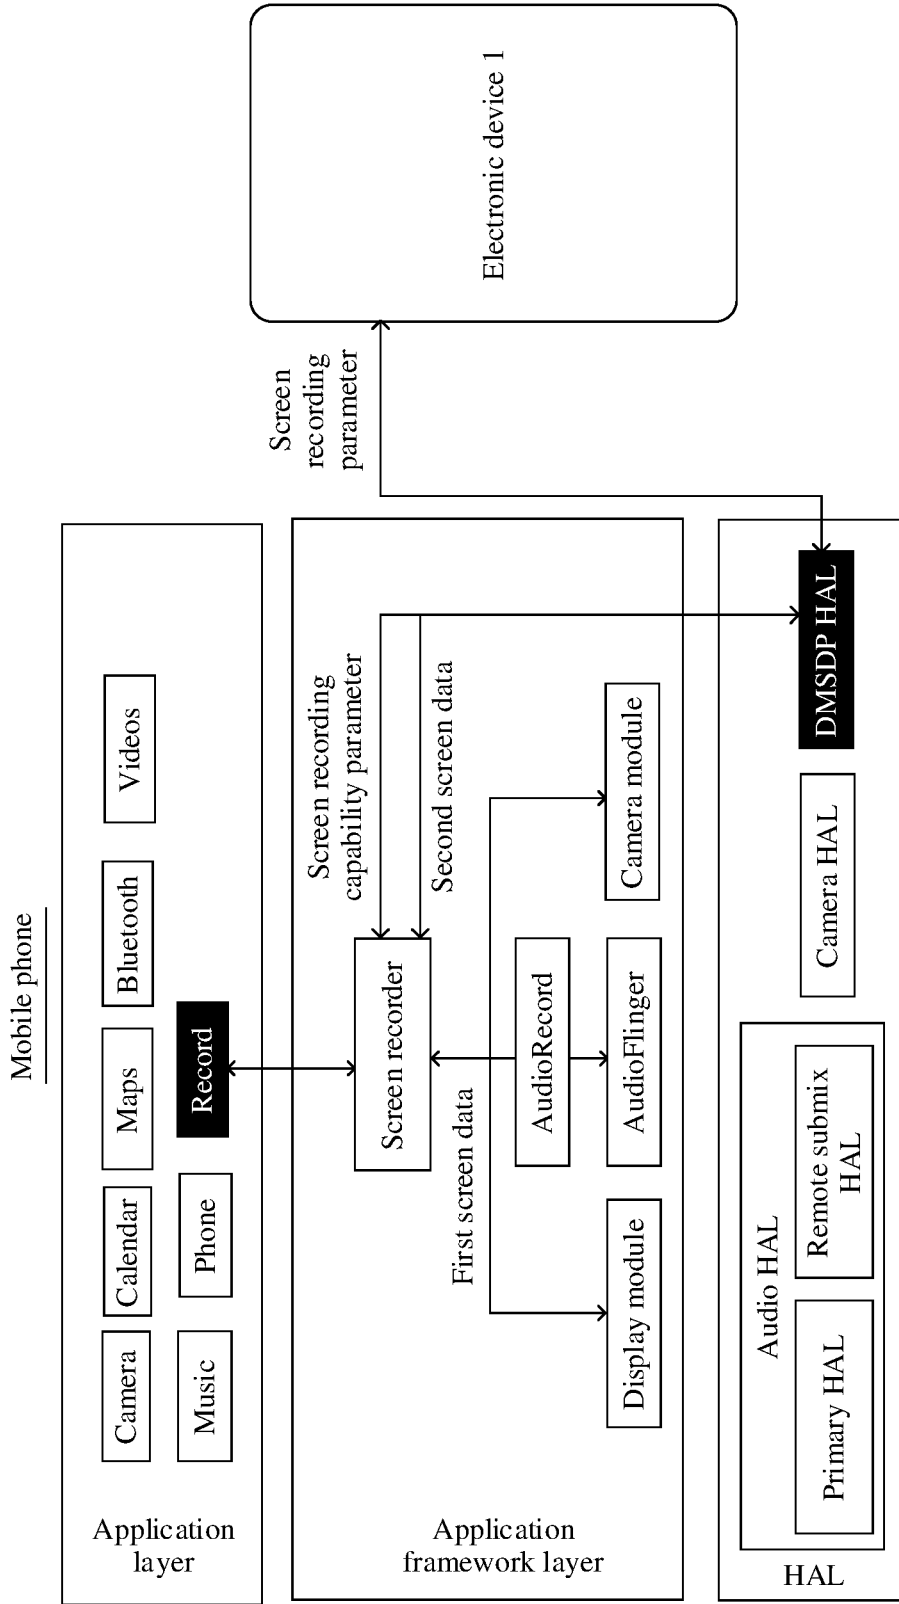 Mobile phone
Camera
Calendar
Maps
Bluetooth
Videos
Music
Phone
Record
Application
layer
Screen recorder
Screen recording
capability parameter
Second screen data
First screen data
AudioRecord
Display module
AudioFlinger
Camera module
Application
framework layer
Audio HAL
Primary HAL
Remote submix
HAL
Camera HAL
DMSDP HAL
HAL
Screen
recording
parameter
Electronic device 1